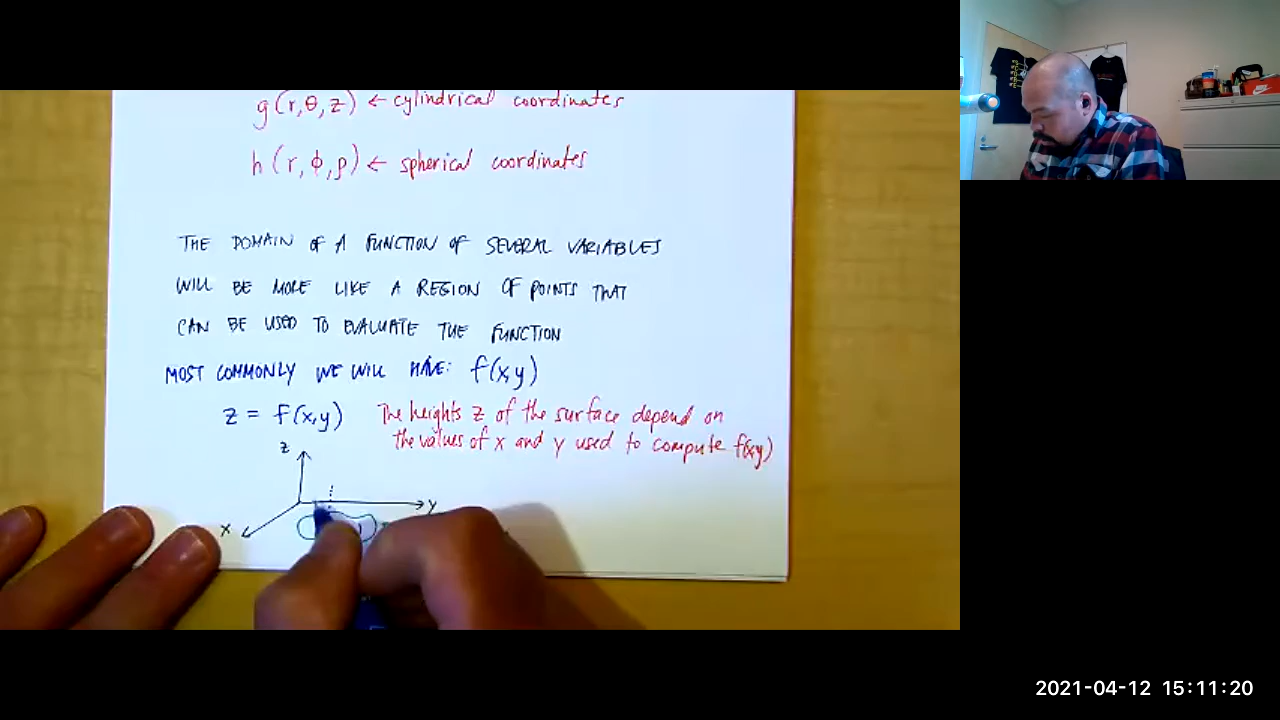 g(r,θ,z) ← cylindrical coordinates
h(r,ϕ,ρ) ← spherical coordinates
THE DOMAIN OF A FUNCTION OF SEVERAL VARIABLES
WILL BE MORE LIKE A REGION OF POINTS THAT
CAN BE USED TO EVALUATE THE FUNCTION
MOST COMMONLY WE WILL HAVE: f(x,y)
z = f(x,y) The heights z of the surface depend on
the values of x and y used to compute f(x,y)
z
y
x
2021-04-12 15:11:20